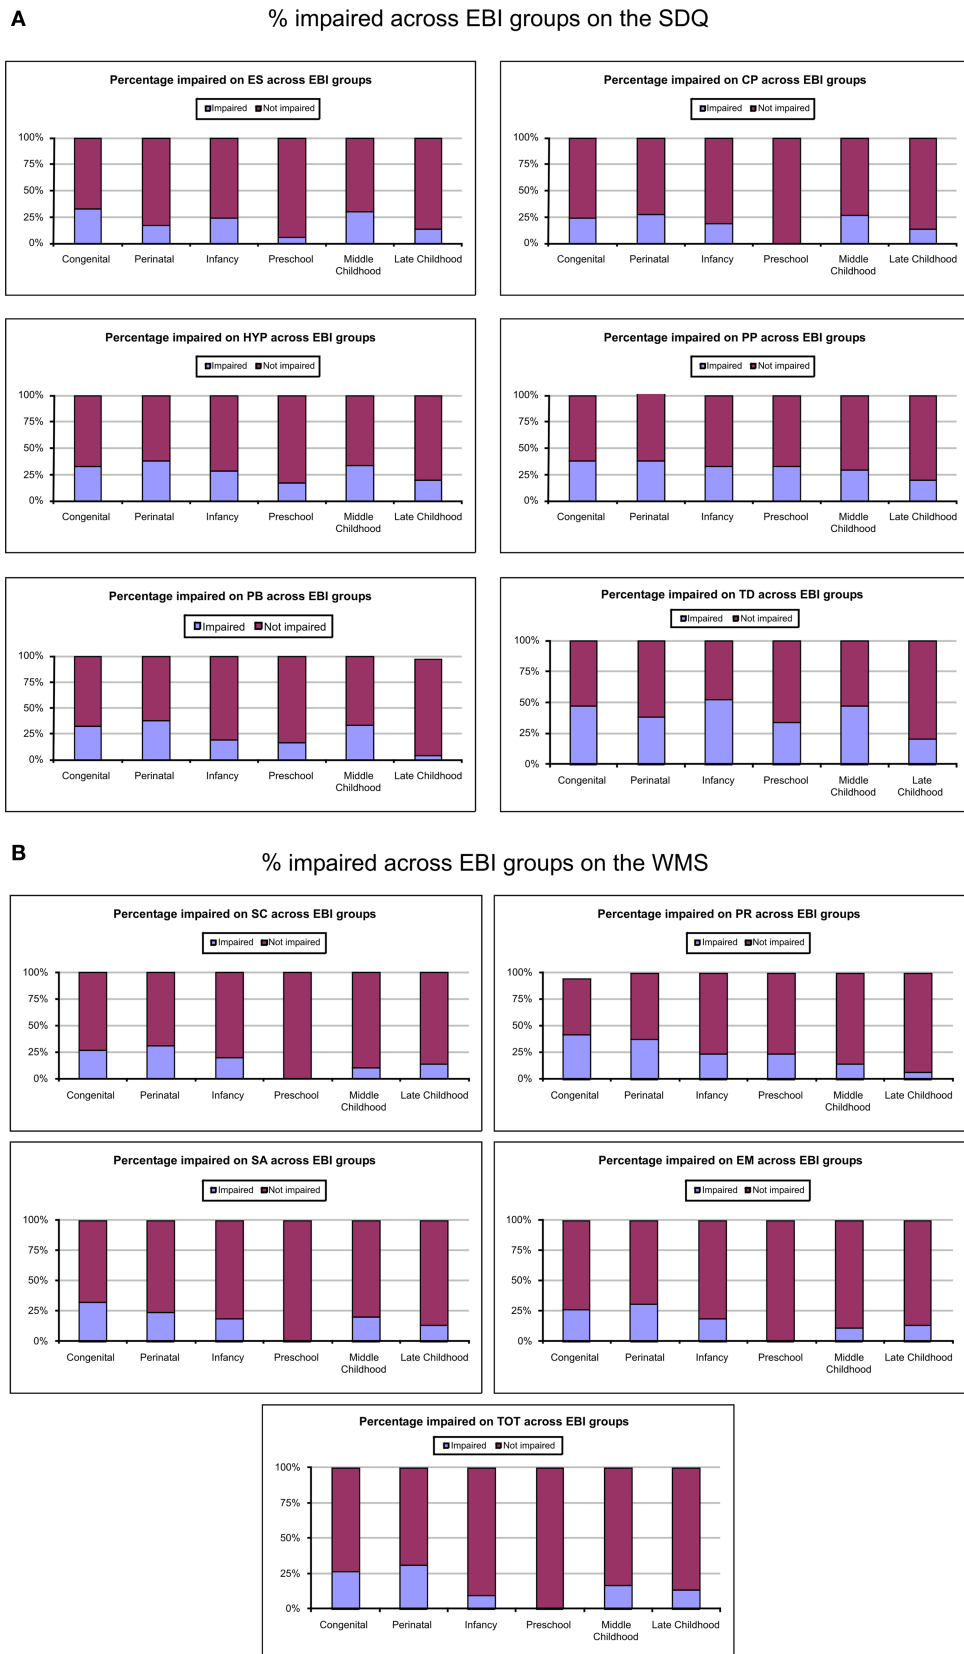 A
% impaired across EBI groups on the SDQ
Percentage impaired on ES across EBI groups
Impaired Not impaired
100%
75%
50%
25%
0%
Congenital Perinatal Infancy Preschool Middle Childhood Late Childhood
Percentage impaired on CP across EBI groups
Impaired Not impaired
100%
75%
50%
25%
0%
Congenital Perinatal Infancy Preschool Middle Childhood Late Childhood
Percentage impaired on HYP across EBI groups
Impaired Not impaired
100%
75%
50%
25%
0%
Congenital Perinatal Infancy Preschool Middle Childhood Late Childhood
Percentage impaired on PP across EBI groups
Impaired Not impaired
100%
75%
50%
25%
0%
Congenital Perinatal Infancy Preschool Middle Childhood Late Childhood
Percentage impaired on PB across EBI groups
Impaired Not impaired
100%
75%
50%
25%
0%
Congenital Perinatal Infancy Preschool Middle Childhood Late Childhood
Percentage impaired on TD across EBI groups
Impaired Not impaired
100%
75%
50%
25%
0%
Congenital Perinatal Infancy Preschool Middle Childhood Late Childhood
B
% impaired across EBI groups on the WMS
Percentage impaired on SC across EBI groups
Impaired Not impaired
100%
75%
50%
25%
0%
Congenital Perinatal Infancy Preschool Middle Childhood Late Childhood
Percentage impaired on PR across EBI groups
Impaired Not impaired
100%
75%
50%
25%
0%
Congenital Perinatal Infancy Preschool Middle Childhood Late Childhood
Percentage impaired on SA across EBI groups
Impaired Not impaired
100%
75%
50%
25%
0%
Congenital Perinatal Infancy Preschool Middle Childhood Late Childhood
Percentage impaired on EM across EBI groups
Impaired Not impaired
100%
75%
50%
25%
0%
Congenital Perinatal Infancy Preschool Middle Childhood Late Childhood
Percentage impaired on TOT across EBI groups
Impaired Not impaired
100%
75%
50%
25%
0%
Congenital Perinatal Infancy Preschool Middle Childhood Late Childhood